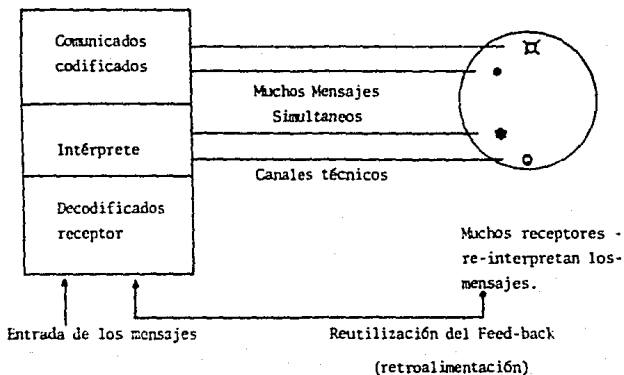 Comunicados
codificados
Muchos Mensajes
Simultaneos
Intérprete
Canales técnicos
Decodificados
receptor
Muchos receptores -
re-interpretan los-
mensajes.
Entrada de los mensajes
Reutilización del Feed-back
(retroalimentación)